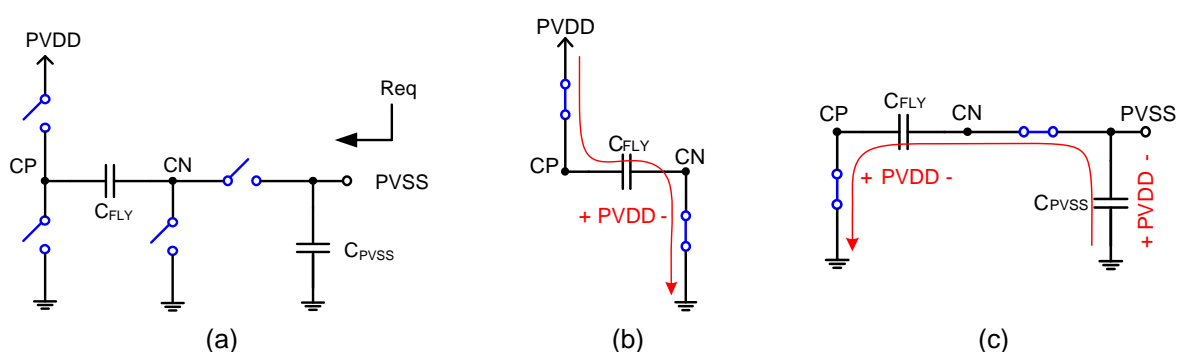 PVDD
Req
CP
CN
PVSS
CFLY
CPVSS
(a)
PVDD
CFLY
CP
CN
+ PVDD -
(b)
CFLY
CP
CN
PVSS
+ PVDD -
CPVSS
+ PVDD -
(c)